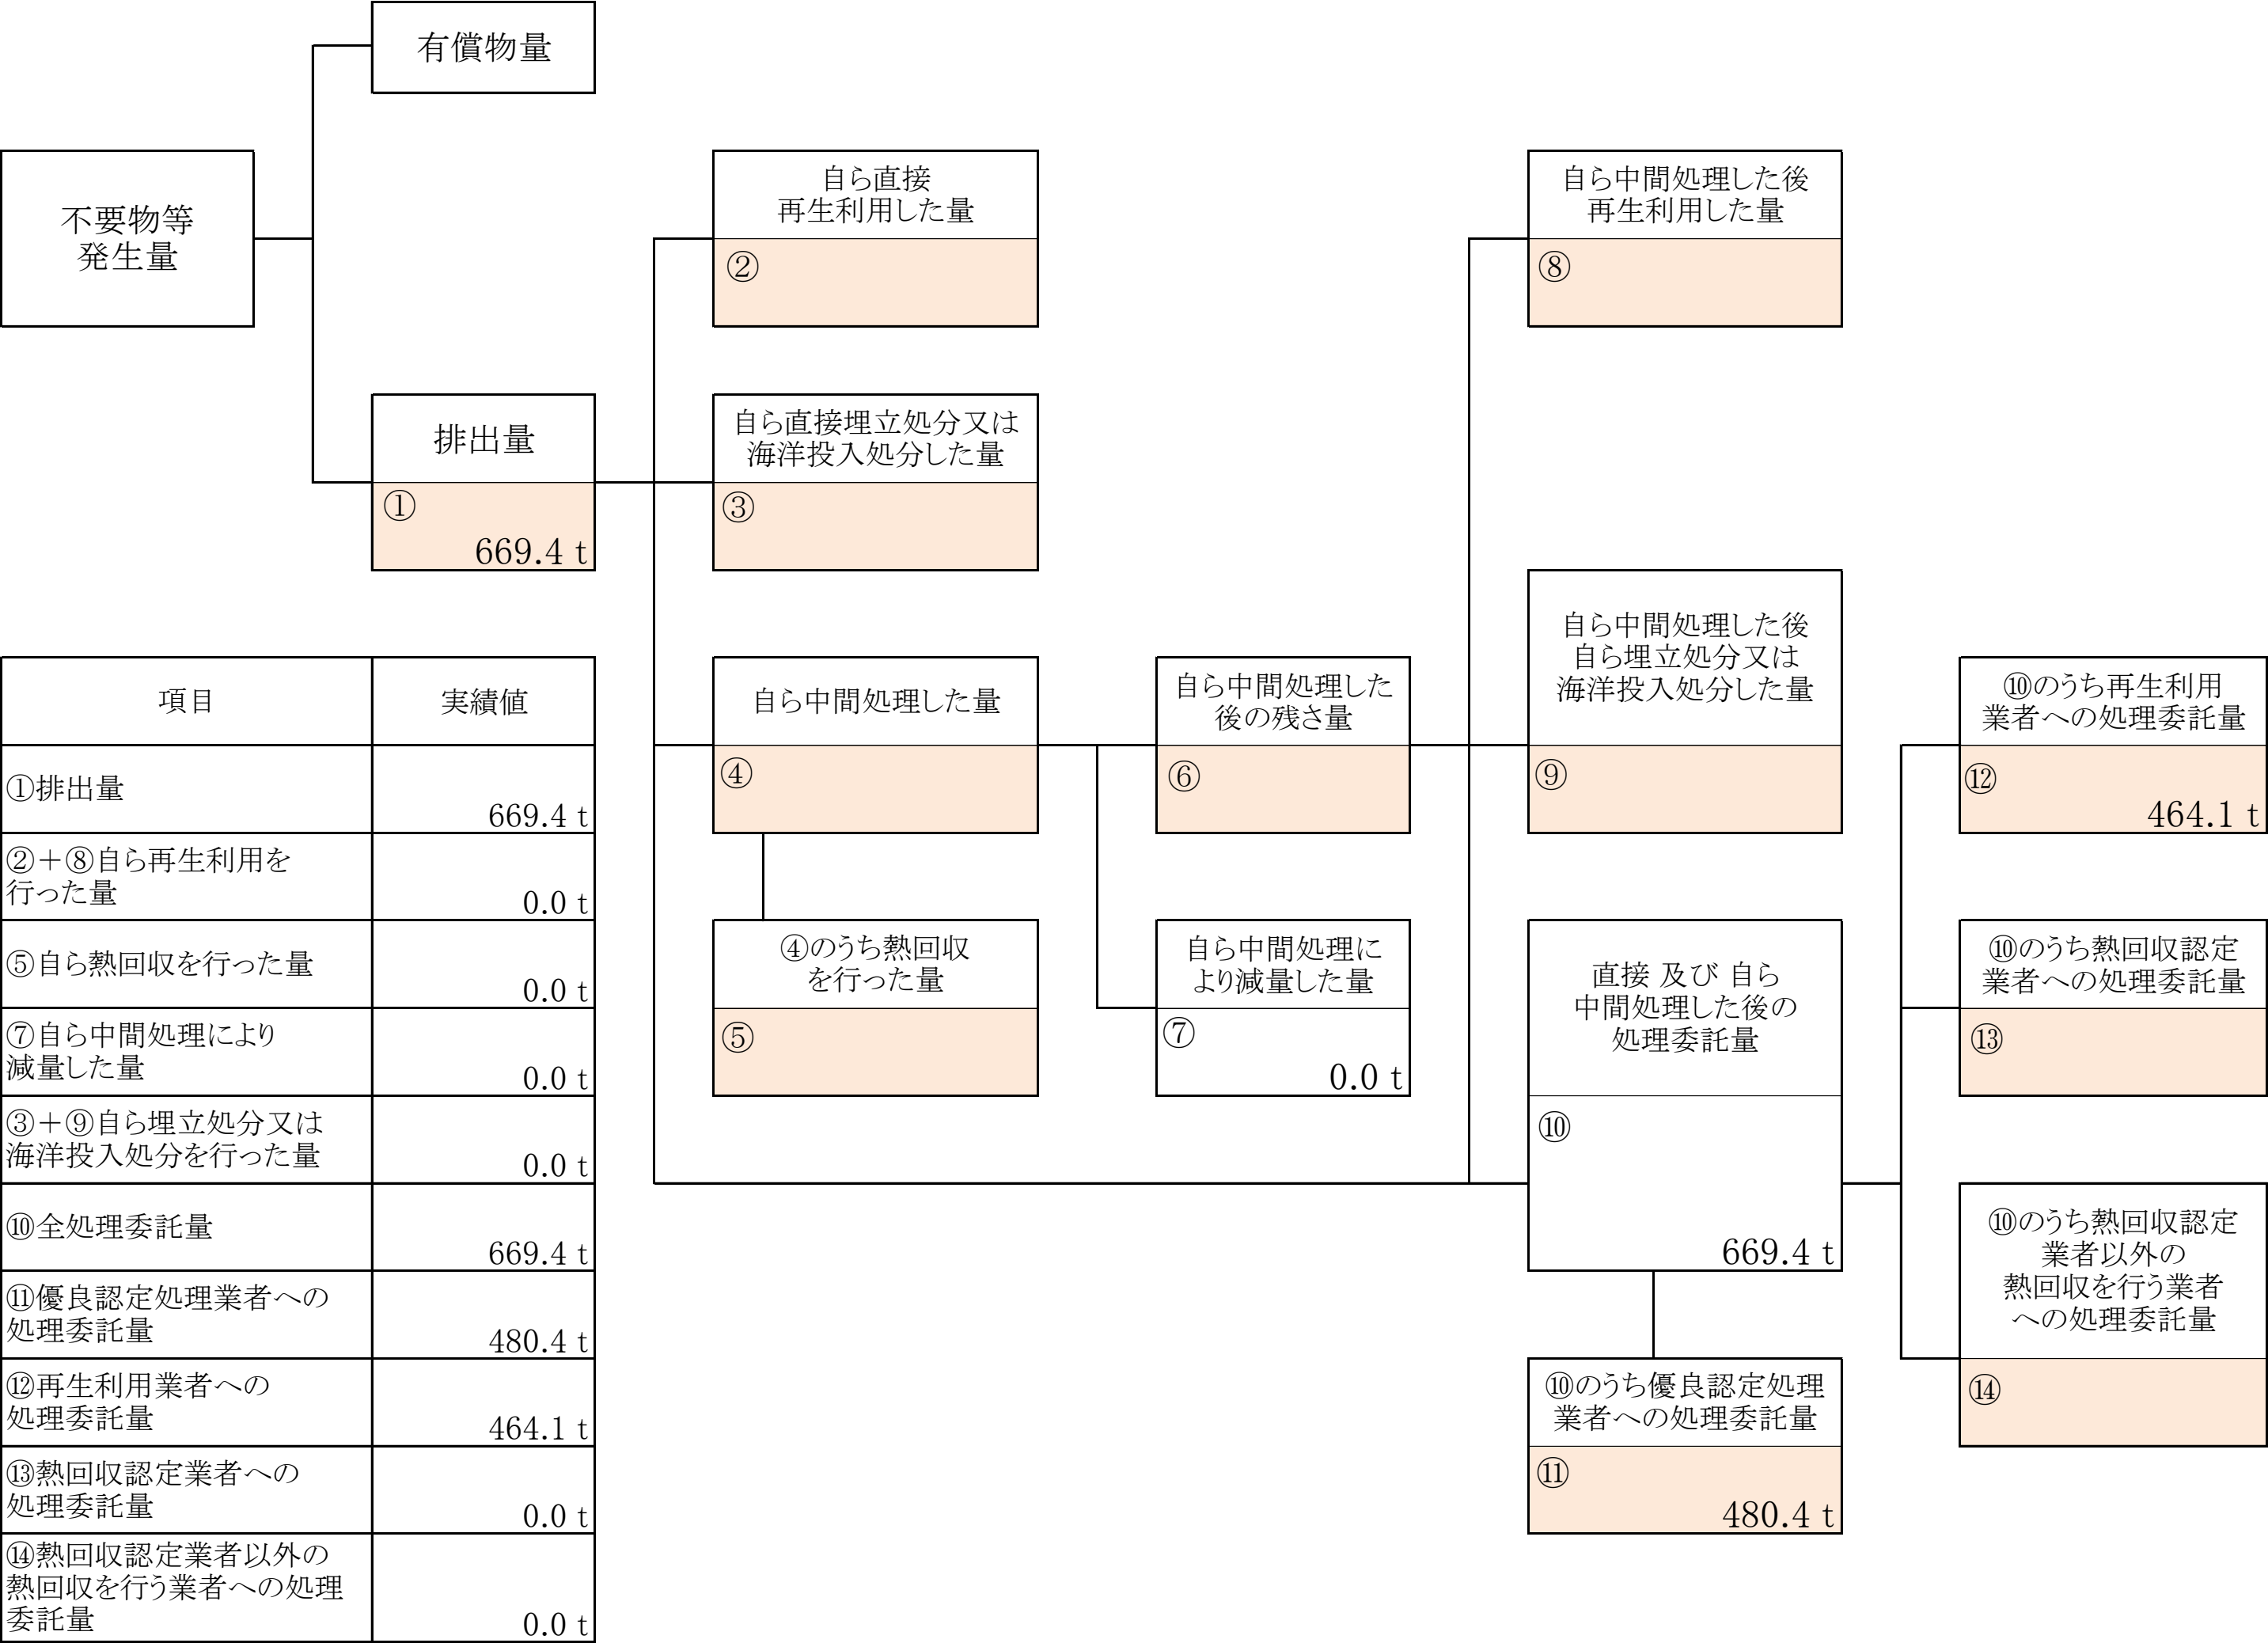 有償物量
不要物等
発生量
自ら直接
再生利用した量
②
自ら中間処理した後
再生利用した量
⑧
排出量
①
669.4 t
自ら直接埋立処分又は
海洋投入処分した量
③
自ら中間処理した量
④
自ら中間処理した
後の残さ量
⑥
自ら中間処理した後
自ら埋立処分又は
海洋投入処分した量
⑨
⑩のうち再生利用
業者への処理委託量
⑫
464.1 t
④のうち熱回収
を行った量
⑤
自ら中間処理に
より減量した量
⑦
0.0 t
直接 及び 自ら
中間処理した後の
処理委託量
⑩
669.4 t
⑩のうち熱回収認定
業者への処理委託量
⑬
⑩のうち熱回収認定
業者以外の
熱回収を行う業者
への処理委託量
⑭
⑩のうち優良認定処理
業者への処理委託量
⑪
480.4 t
項目 実績値
①排出量
669.4 t
②+⑧自ら再生利用を
行った量
0.0 t
⑤自ら熱回収を行った量
0.0 t
⑦自ら中間処理により
減量した量
0.0 t
③+⑨自ら埋立処分又は
海洋投入処分を行った量
0.0 t
⑩全処理委託量
669.4 t
⑪優良認定処理業者への
処理委託量
480.4 t
⑫再生利用業者への
処理委託量
464.1 t
⑬熱回収認定業者への
処理委託量
0.0 t
⑭熱回収認定業者以外の
熱回収を行う業者への処理
委託量
0.0 t